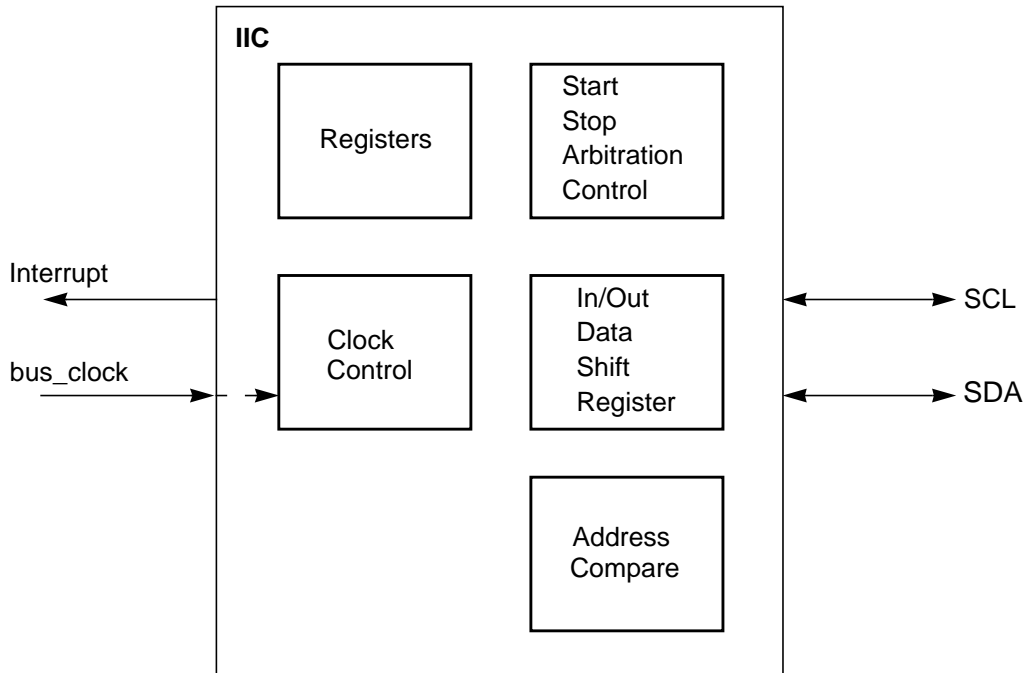 IIC
Registers
Start
Stop
Arbitration
Control
Interrupt
bus_clock
Clock
Control
In/Out
Data
Shift
Register
SCL
SDA
Address
Compare